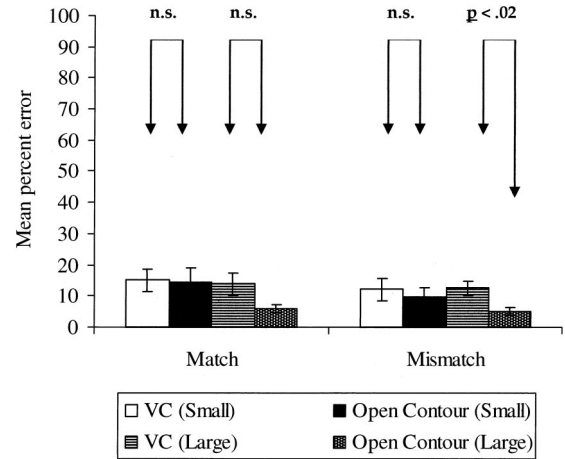 n.s. n.s. n.s. p < .02
100
90
80
70
60
50
40
30
20
10
0
Mean percent error
Match Mismatch
VC (Small) Open Contour (Small)
VC (Large) Open Contour (Large)